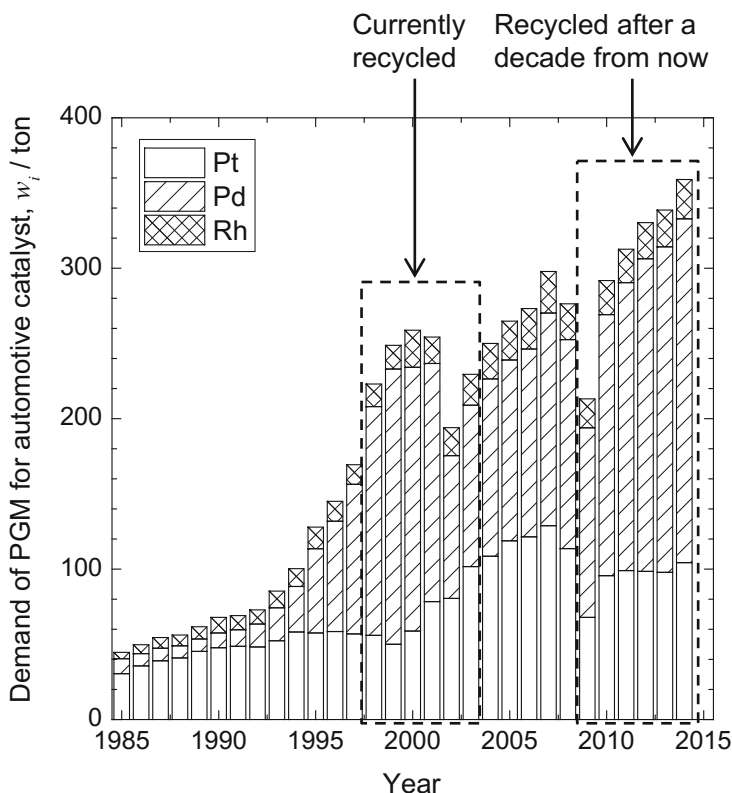 Currently
recycled
Recycled after a
decade from now
Demand of PGM for automotive catalyst, w_i / ton
400
300
200
100
0
Pt
Pd
Rh
1985 1990 1995 2000 2005 2010 2015
Year